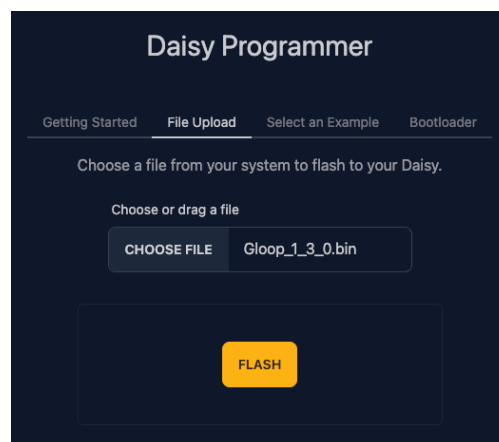 Daisy Programmer
Getting Started File Upload Select an Example Bootloader
Choose a file from your system to flash to your Daisy.
Choose or drag a file
CHOOSE FILE Gloop_1_3_0.bin
FLASH